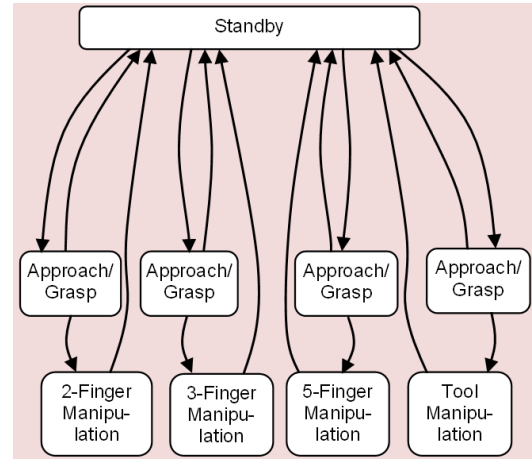 Standby
Approach/
Grasp
Approach/
Grasp
Approach/
Grasp
Approach/
Grasp
2-Finger
Manipu-
lation
3-Finger
Manipu-
lation
5-Finger
Manipu-
lation
Tool
Manipu-
lation